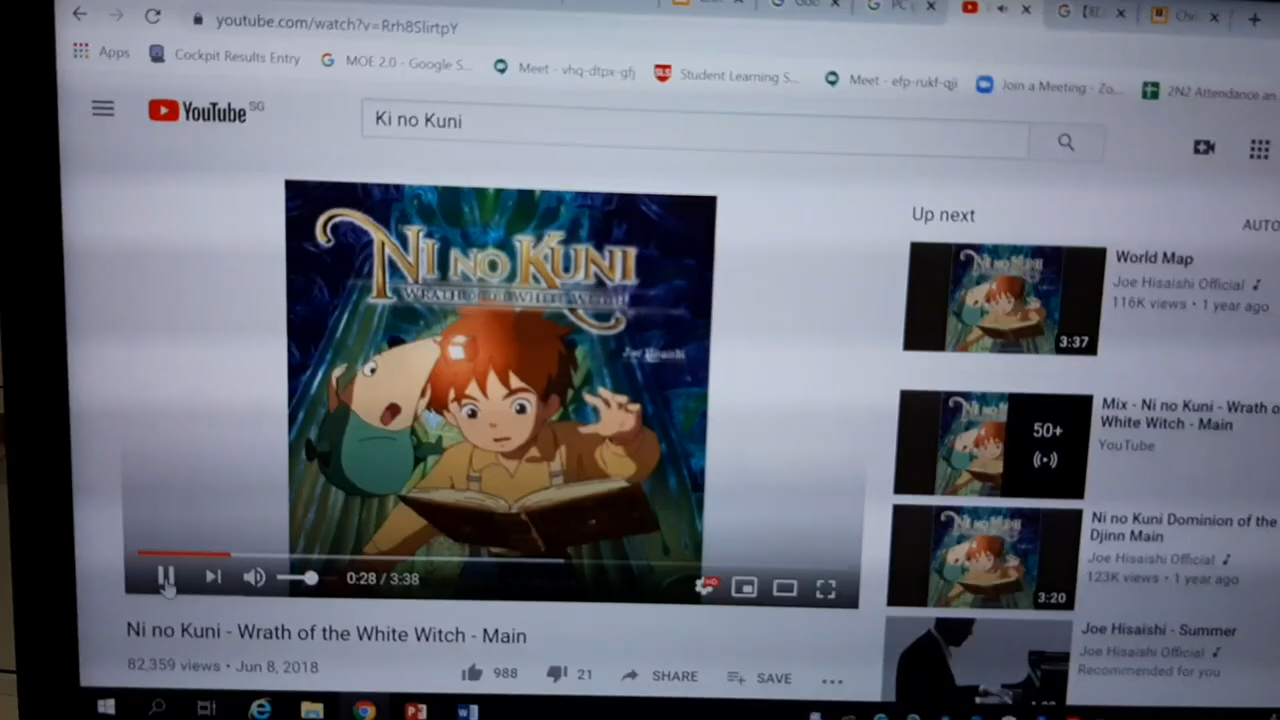 youtube.com/watch?v=Rrh8SlirtpY
Apps
Cockpit Results Entry
MOE 2.0 - Google S...
Meet - vhq-dtpx-gfj
Student Learning S...
Meet - efp-rukf-qji
Join a Meeting - Zo...
2N2 Attendance an
YouTube SG
Ki no Kuni
NI NO KUNI
WRATH OF THE WHITE WITCH
Joe Hisaishi
0:28 / 3:38
HD
Ni no Kuni - Wrath of the White Witch - Main
82,359 views • Jun 8, 2018
988
21
SHARE
SAVE
Up next
AUTO
World Map
Joe Hisaishi Official
116K views • 1 year ago
3:37
Mix - Ni no Kuni - Wrath o
White Witch - Main
YouTube
50+
Ni no Kuni Dominion of the
Djinn Main
Joe Hisaishi Official
123K views • 1 year ago
3:20
Joe Hisaishi - Summer
Joe Hisaishi Official
Recommended for you